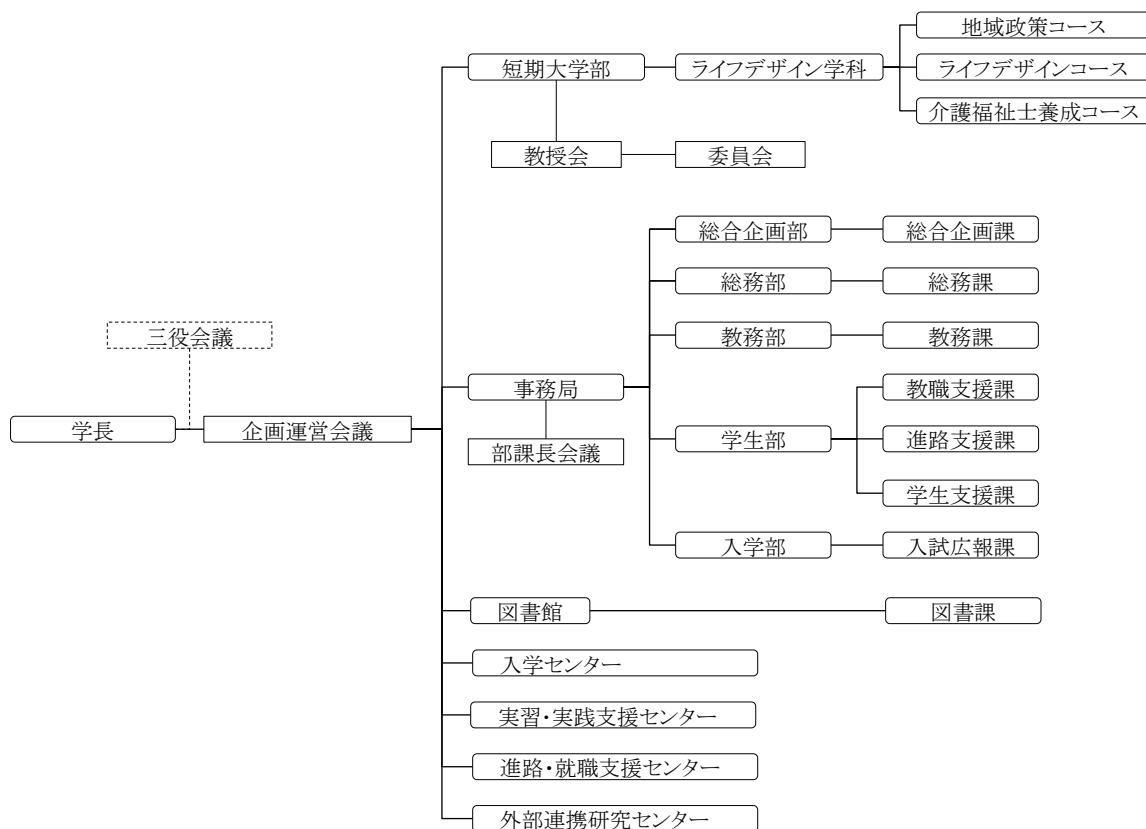 地域政策コース
短期大学部
ライフデザイン学科
ライフデザインコース
介護福祉士養成コース
教授会
委員会
総合企画部
総合企画課
総務部
総務課
三役会議
教務部
教務課
事務局
教職支援課
学長
企画運営会議
部課長会議
学生部
進路支援課
学生支援課
入学部
入試広報課
図書館
図書課
入学センター
実習・実践支援センター
進路・就職支援センター
外部連携研究センター